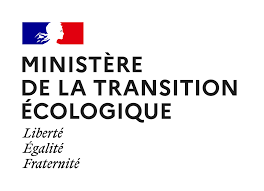 MINISTÈRE
DE LA TRANSITION
ÉCOLOGIQUE
Liberté
Égalité
Fraternité